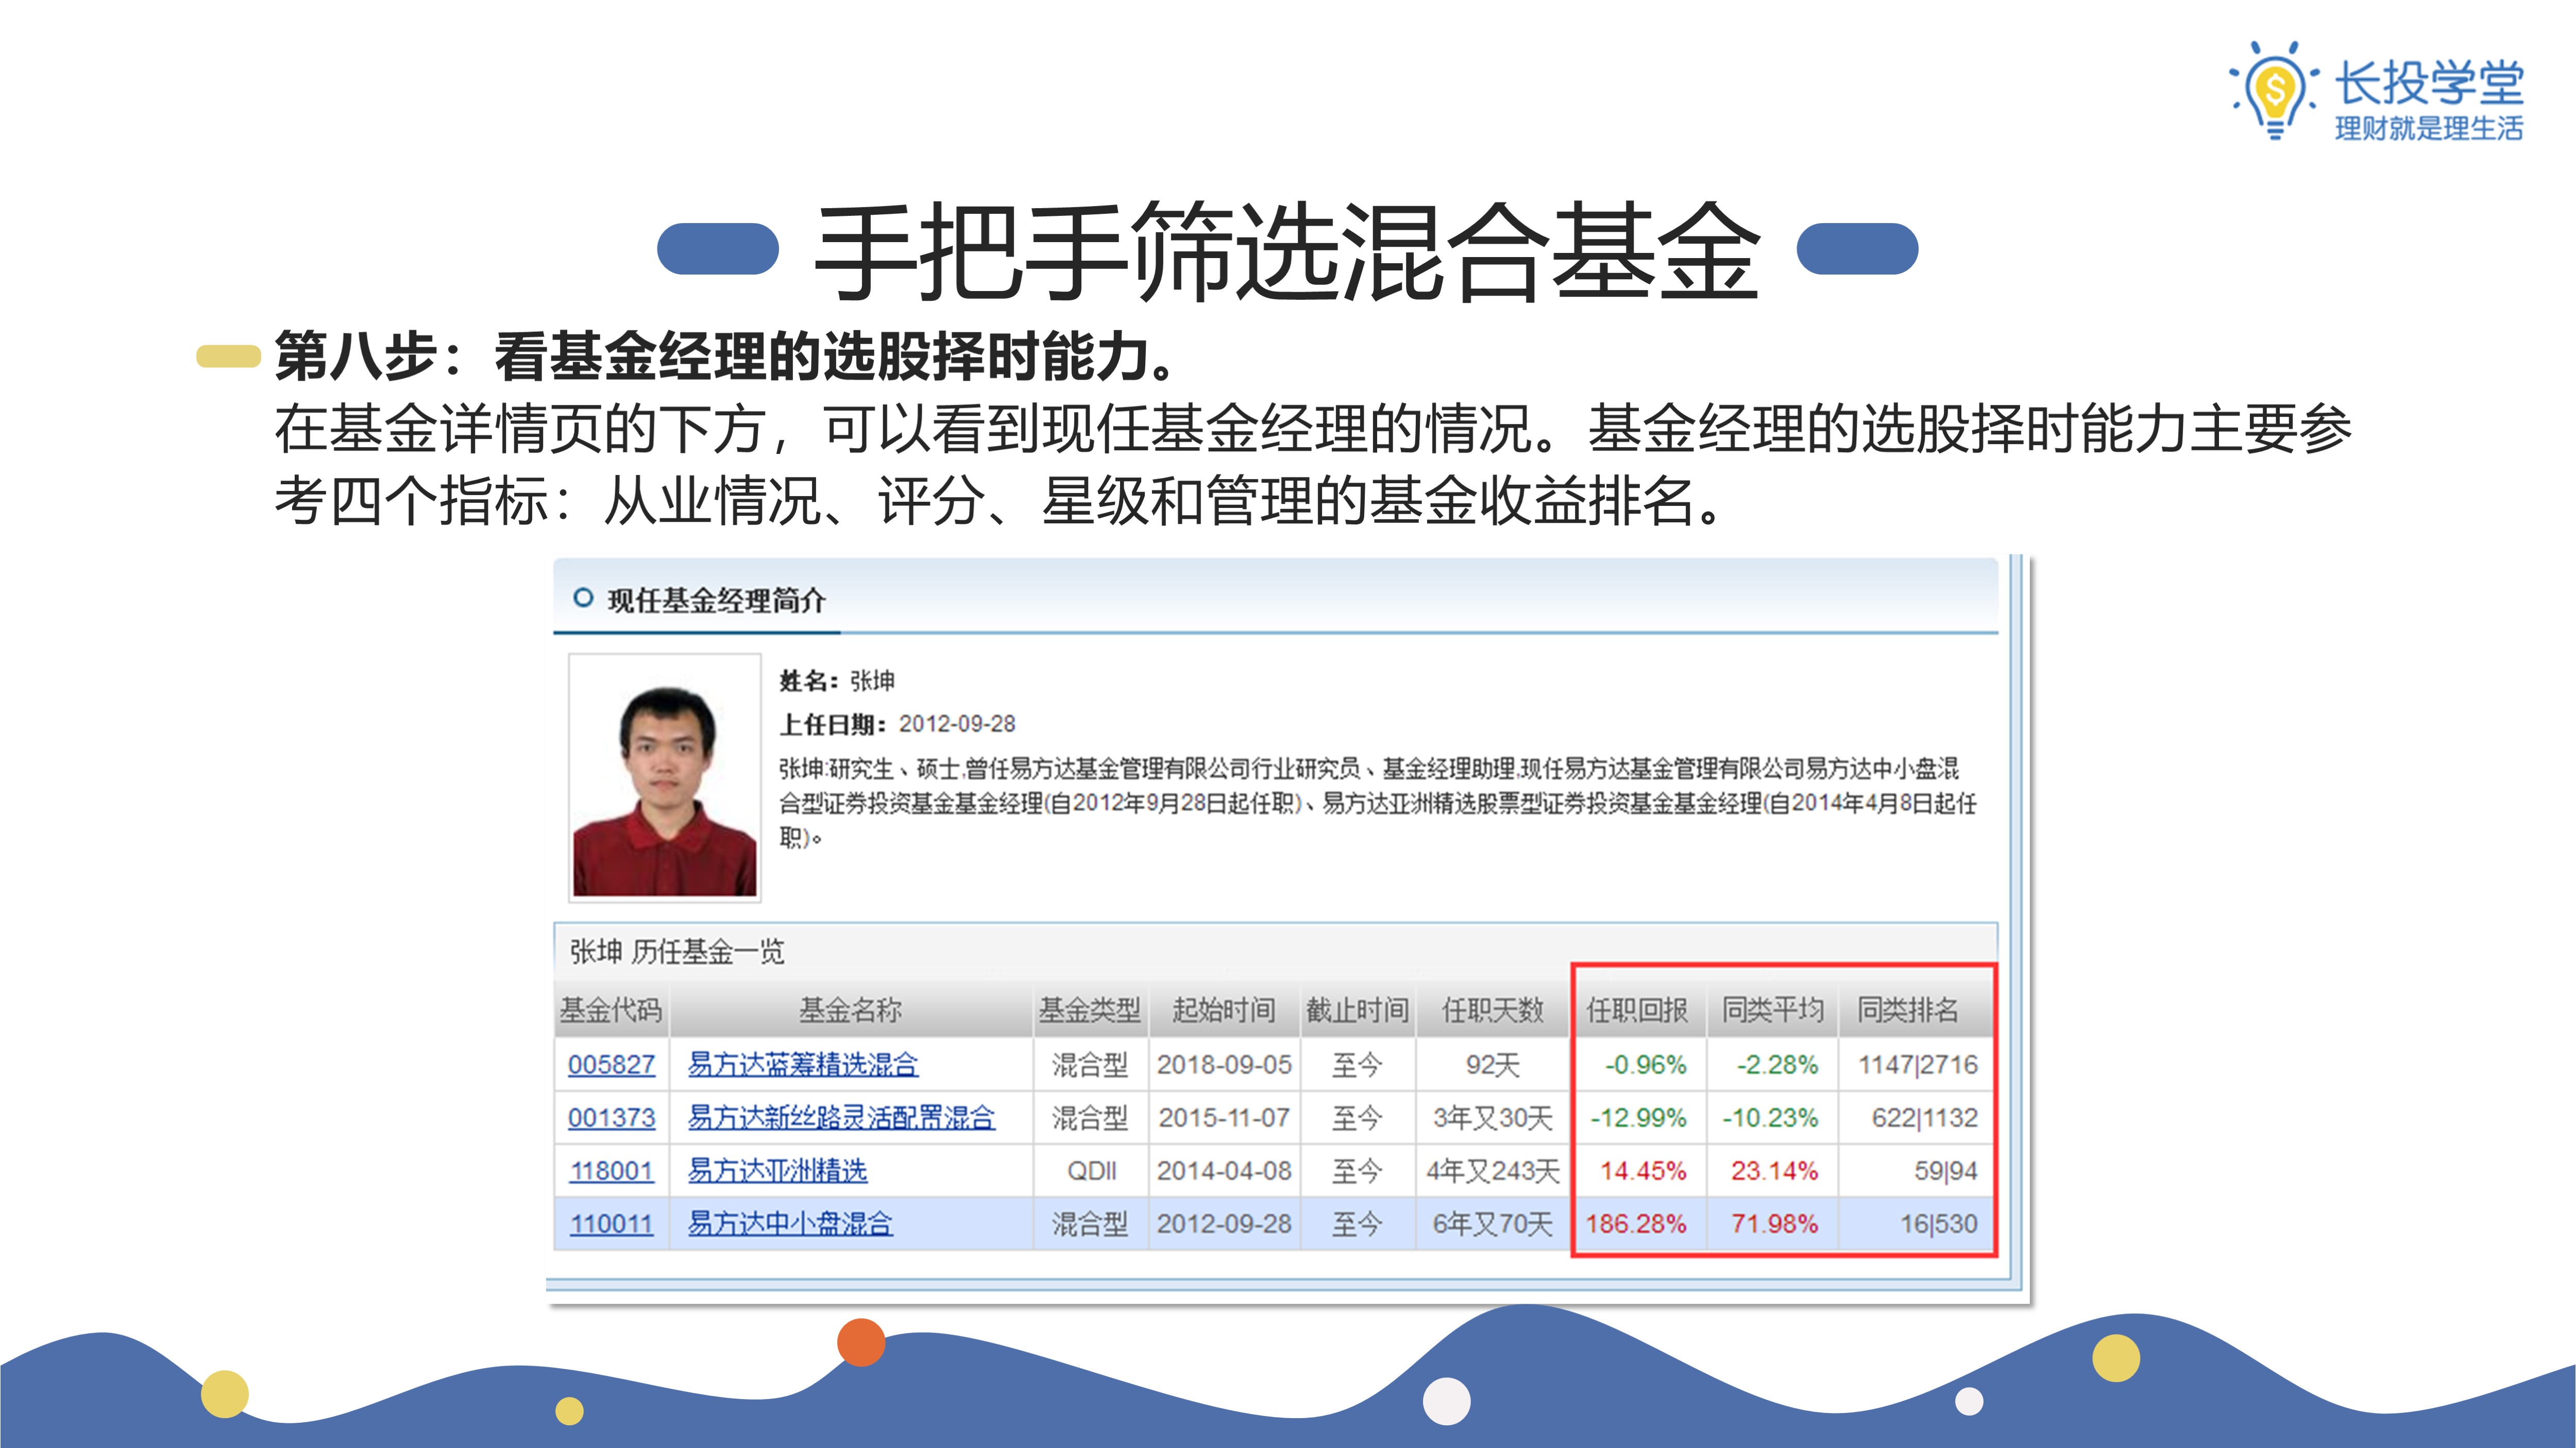 长投学堂
理财就是理生活
手把手筛选混合基金
第八步：看基金经理的选股择时能力。
在基金详情页的下方，可以看到现任基金经理的情况。基金经理的选股择时能力主要参
考四个指标：从业情况、评分、星级和管理的基金收益排名。
现任基金经理简介
姓名：张坤
上任日期：2012-09-28
张坤:研究生、硕士,曾任易方达基金管理有限公司行业研究员、基金经理助理,现任易方达基金管理有限公司易方达中小盘混
合型证券投资基金基金经理(自2012年9月28日起任职)、易方达亚洲精选股票型证券投资基金基金经理(自2014年4月8日起任
职)。
张坤 历任基金一览
基金代码 基金名称 基金类型 起始时间 截止时间 任职天数 任职回报 同类平均 同类排名
005827 易方达蓝筹精选混合 混合型 2018-09-05 至今 92天 -0.96% -2.28% 1147|2716
001373 易方达新丝路灵活配置混合 混合型 2015-11-07 至今 3年又30天 -12.99% -10.23% 622|1132
118001 易方达亚洲精选 QDII 2014-04-08 至今 4年又243天 14.45% 23.14% 59|94
110011 易方达中小盘混合 混合型 2012-09-28 至今 6年又70天 186.28% 71.98% 16|530